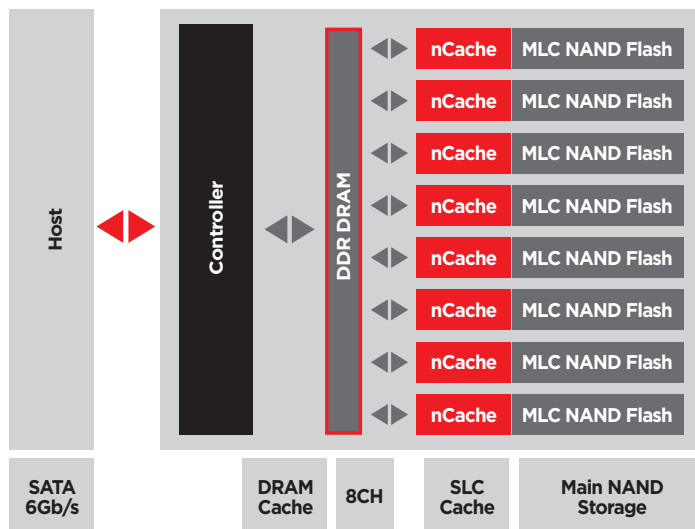 Host
Controller
DDR DRAM
nCache MLC NAND Flash
nCache MLC NAND Flash
nCache MLC NAND Flash
nCache MLC NAND Flash
nCache MLC NAND Flash
nCache MLC NAND Flash
nCache MLC NAND Flash
nCache MLC NAND Flash
SATA
6Gb/s
DRAM
Cache
8CH
SLC
Cache
Main NAND
Storage